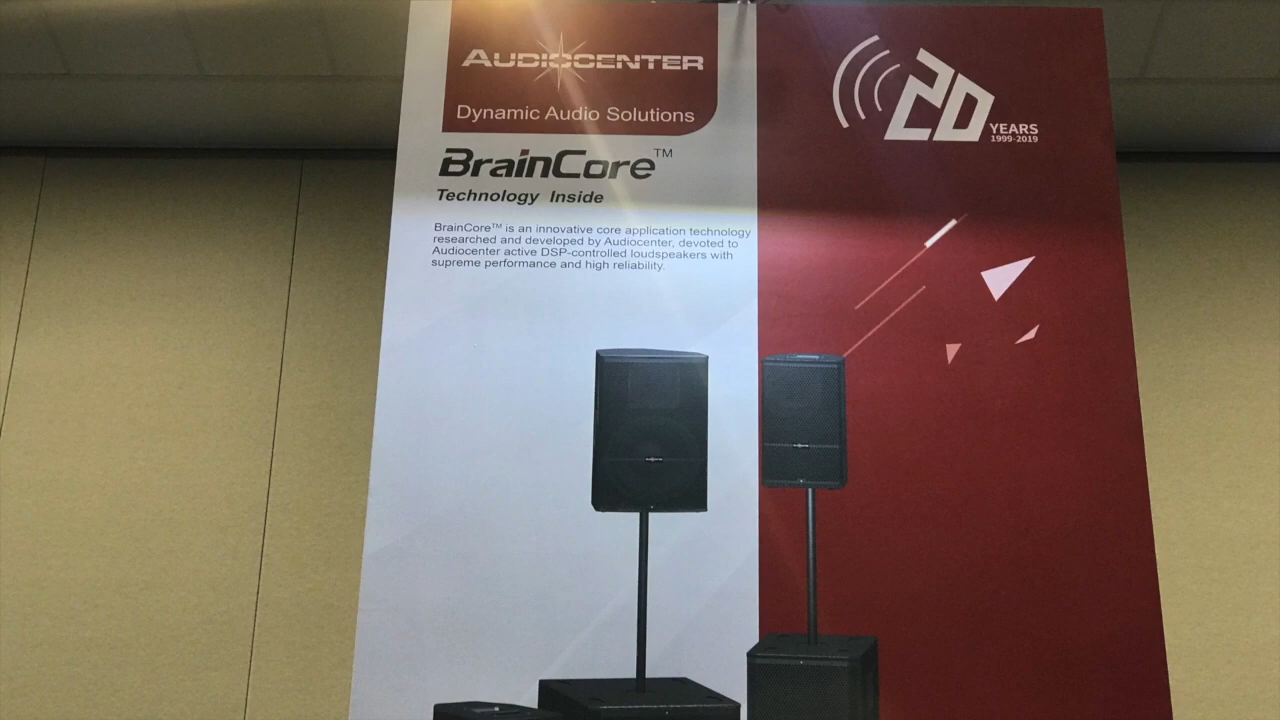 AUDIOCENTER
Dynamic Audio Solutions
BrainCore™
Technology Inside
BrainCore™ is an innovative core application technology
researched and developed by Audiocenter, devoted to
Audiocenter active DSP-controlled loudspeakers with
supreme performance and high reliability.
20
YEARS
1999-2019